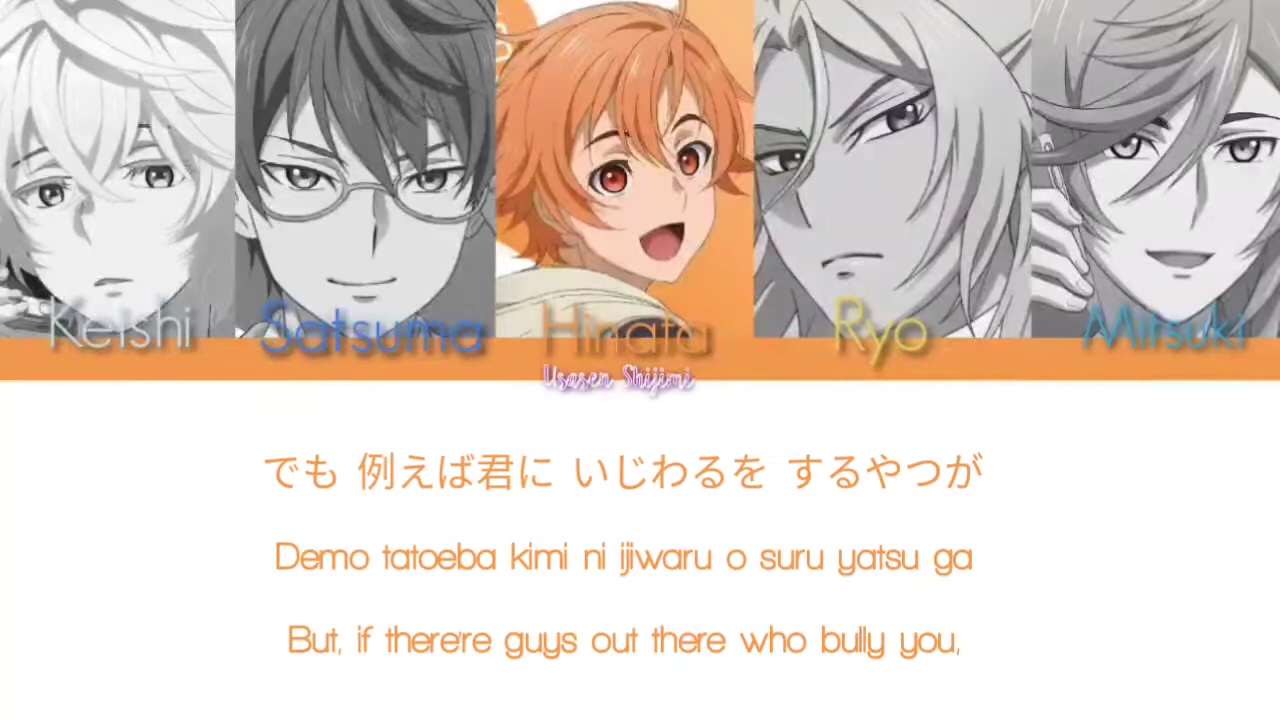 Keishi Satsuma Hinata Ryo Mitsuki
Usasen Shijimi
でも 例えば君に いじわるを するやつが
Demo tatoeba kimi ni ijiwaru o suru yatsu ga
But, if there're guys out there who bully you,